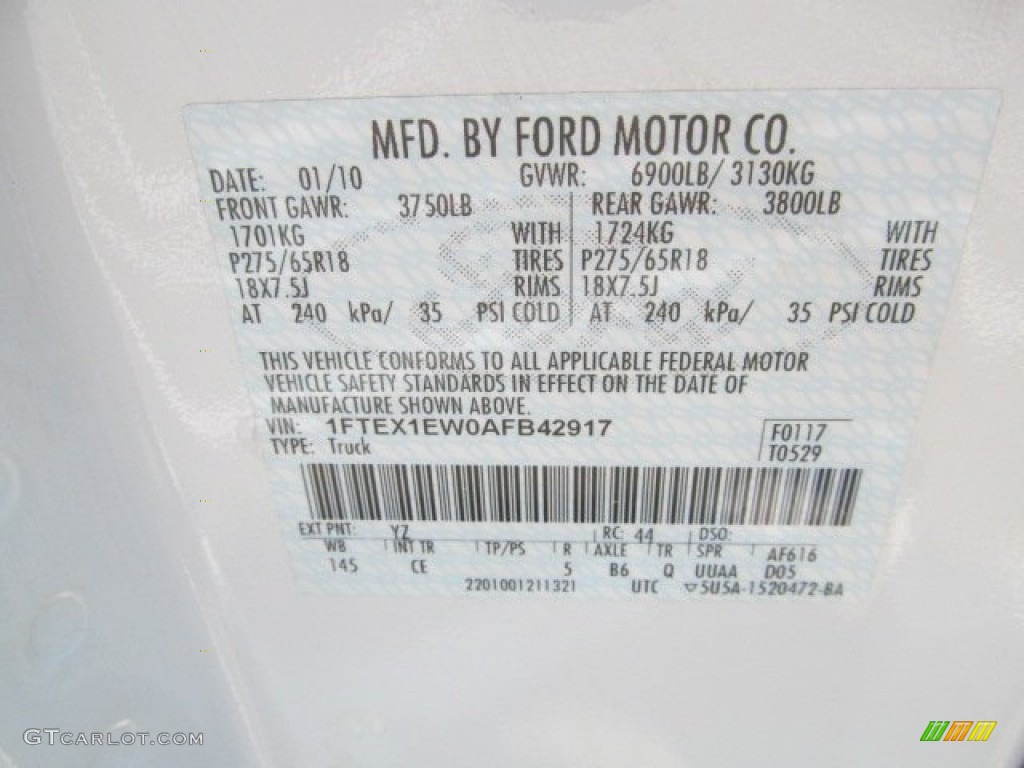 MFD. BY FORD MOTOR CO.
DATE: 01/10 GVWR: 6900LB/ 3130KG
FRONT GAWR: 3750LB REAR GAWR: 3800LB
1701KG WITH 1724KG WITH
P275/65R18 TIRES P275/65R18 TIRES
18X7.5J RIMS 18X7.5J RIMS
AT 240 kPa/ 35 PSI COLD AT 240 kPa/ 35 PSI COLD
THIS VEHICLE CONFORMS TO ALL APPLICABLE FEDERAL MOTOR
VEHICLE SAFETY STANDARDS IN EFFECT ON THE DATE OF
MANUFACTURE SHOWN ABOVE.
VIN: 1FTEX1EW0AFB42917 F0117
TYPE: Truck T0529
EXT PNT: YZ RC: 44 DSO:
WB INT TR TP/PS R AXLE TR SPR AF616
145 CE 5 B6 Q UUAA D05
2201001211321 UTC ▽5U5A-1520472-BA
GTCARLOT.COM